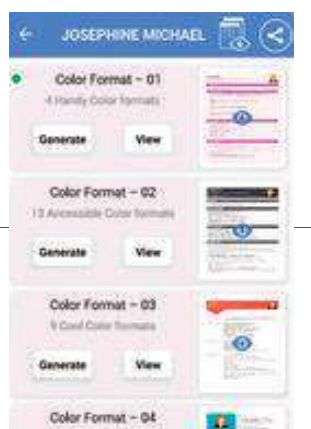 JOSEPHINE MICHAEL
Color Format – 01
4 Handy Color formats
Generate View
Color Format – 02
13 Accessible Color formats
Generate View
Color Format – 03
9 Cool Color formats
Generate View
Color Format – 04